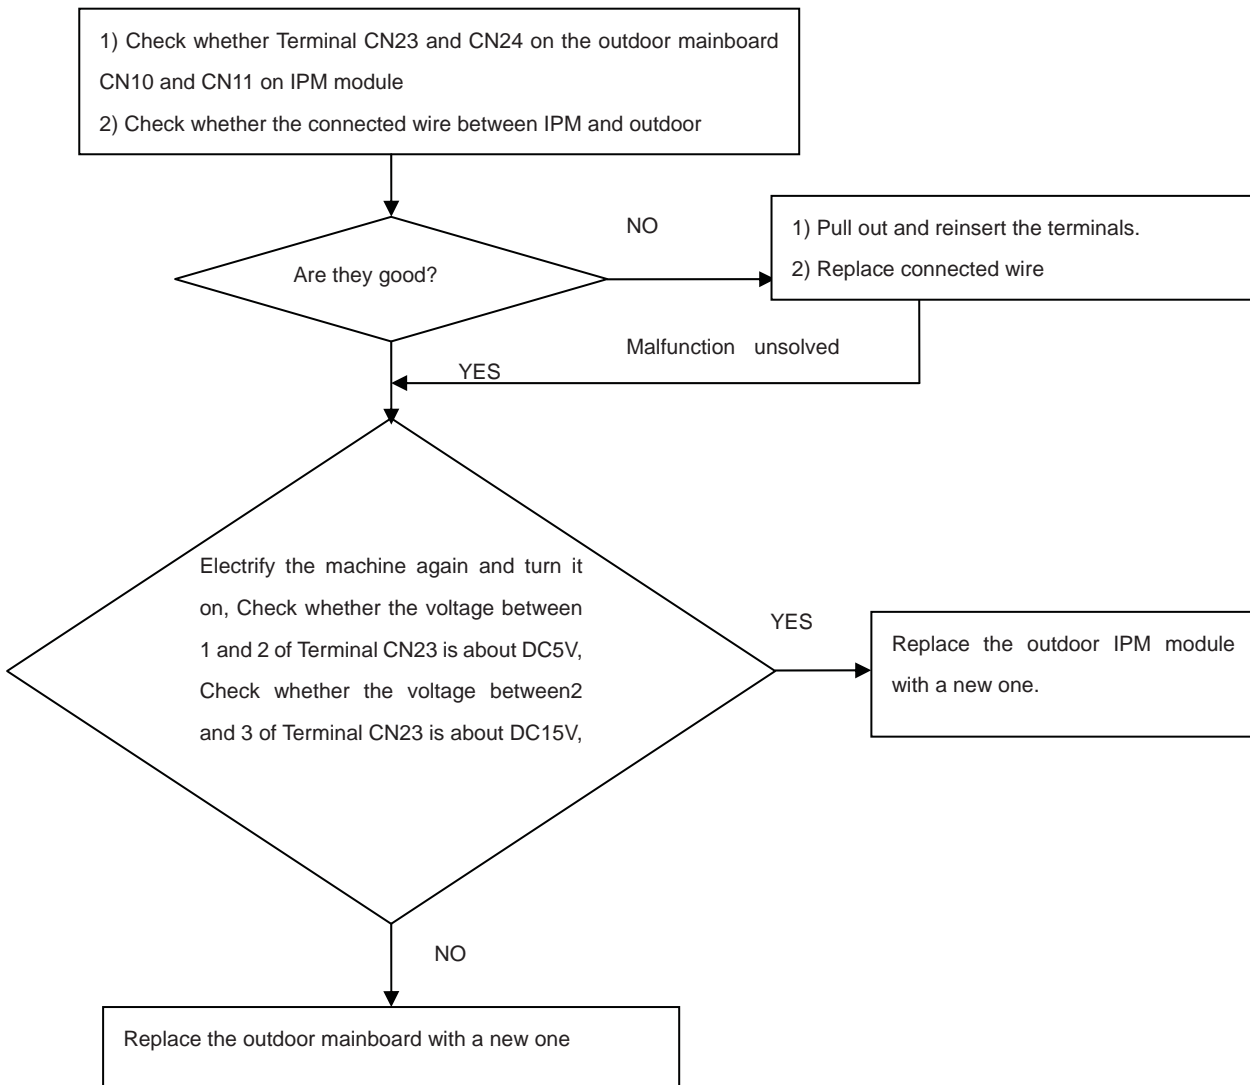 1) Check whether Terminal CN23 and CN24 on the outdoor mainboard
CN10 and CN11 on IPM module
2) Check whether the connected wire between IPM and outdoor
Are they good?
NO
1) Pull out and reinsert the terminals.
2) Replace connected wire
Malfunction unsolved
YES
Electrify the machine again and turn it
on, Check whether the voltage between
1 and 2 of Terminal CN23 is about DC5V,
Check whether the voltage between2
and 3 of Terminal CN23 is about DC15V,
YES
Replace the outdoor IPM module
with a new one.
NO
Replace the outdoor mainboard with a new one